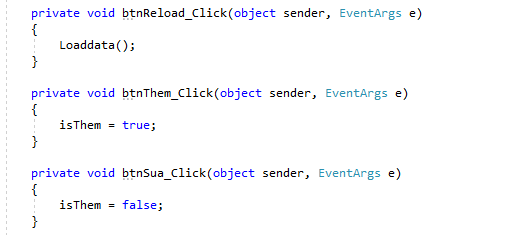 private void btnReload_Click(object sender, EventArgs e)
{
Loaddata();
}
private void btnThem_Click(object sender, EventArgs e)
{
isThem = true;
}
private void btnSua_Click(object sender, EventArgs e)
{
isThem = false;
}